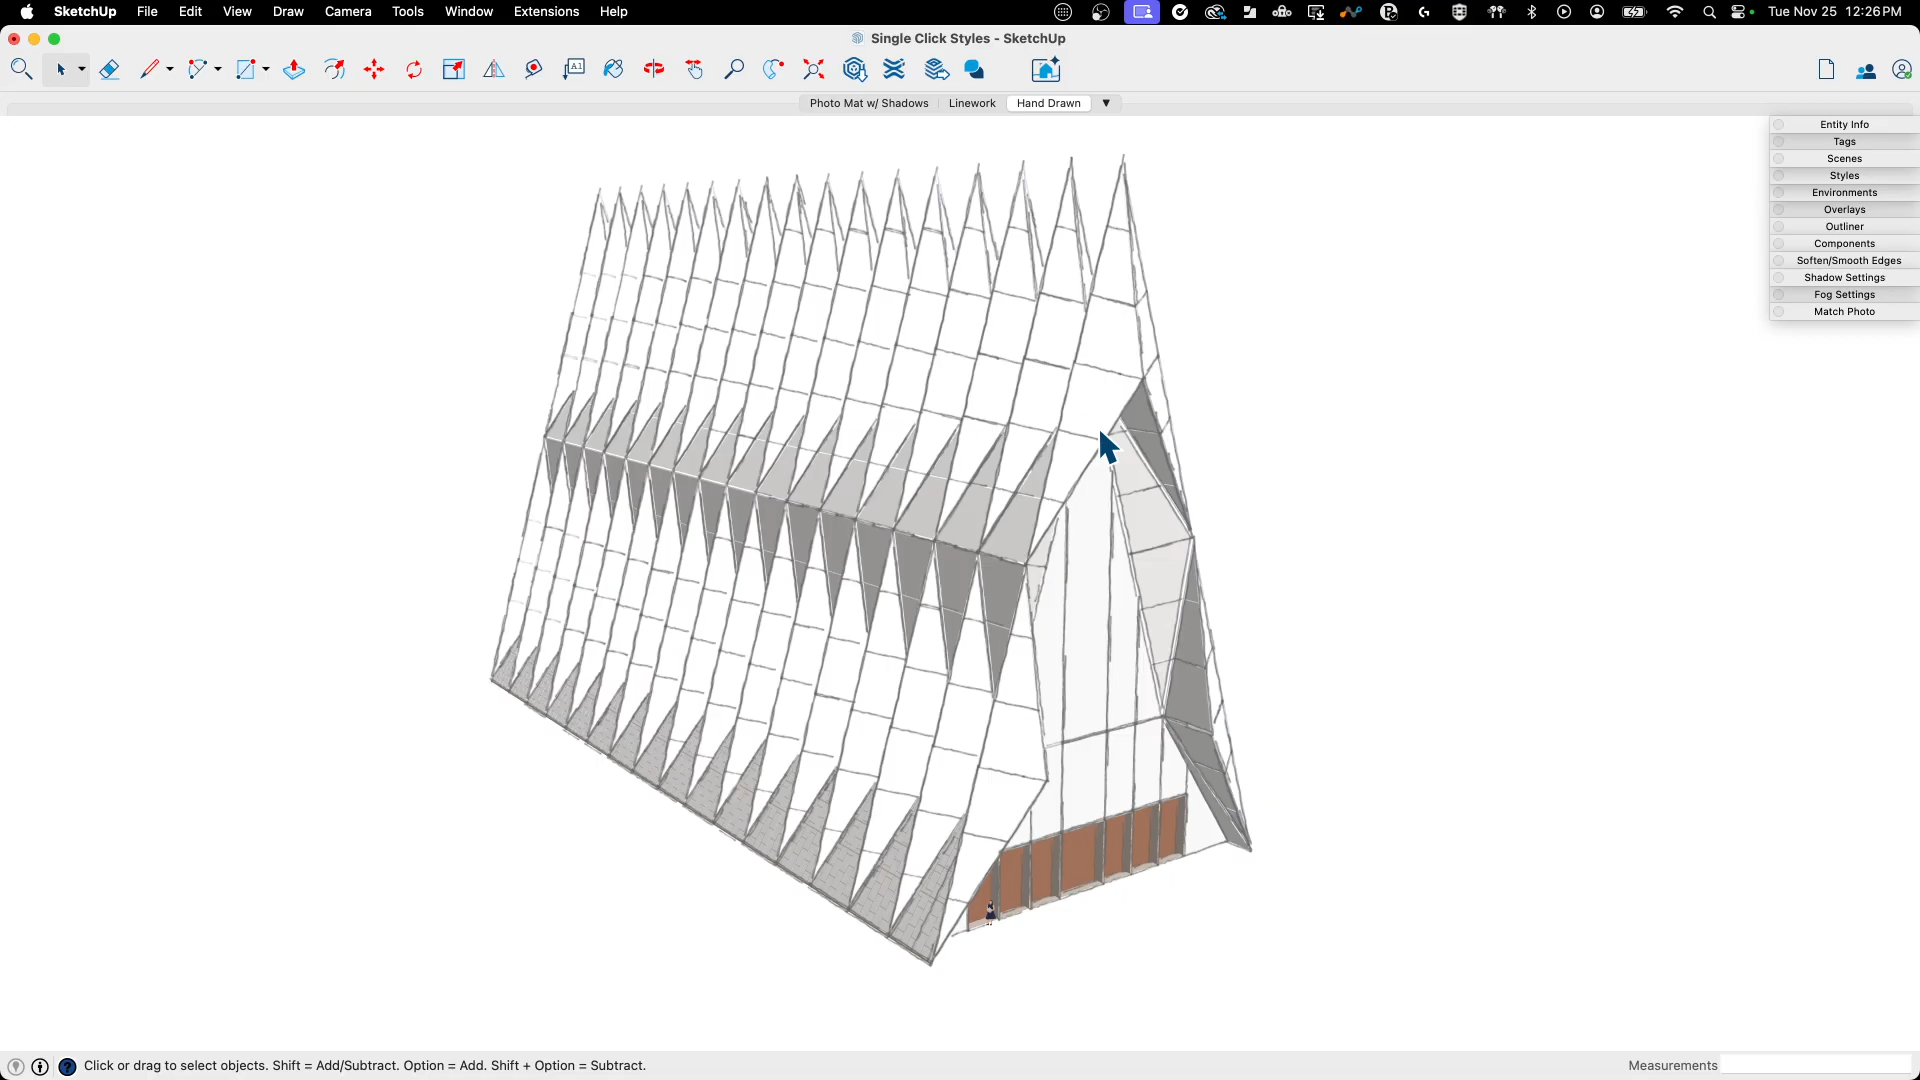 SketchUp File Edit View Draw Camera Tools Window Extensions Help Tue Nov 25 12:26 PM
Single Click Styles - SketchUp
A1
Photo Mat w/ Shadows Linework Hand Drawn ▼
Entity Info
Tags
Scenes
Styles
Environments
Overlays
Outliner
Components
Soften/Smooth Edges
Shadow Settings
Fog Settings
Match Photo
Click or drag to select objects. Shift = Add/Subtract. Option = Add. Shift + Option = Subtract. Measurements